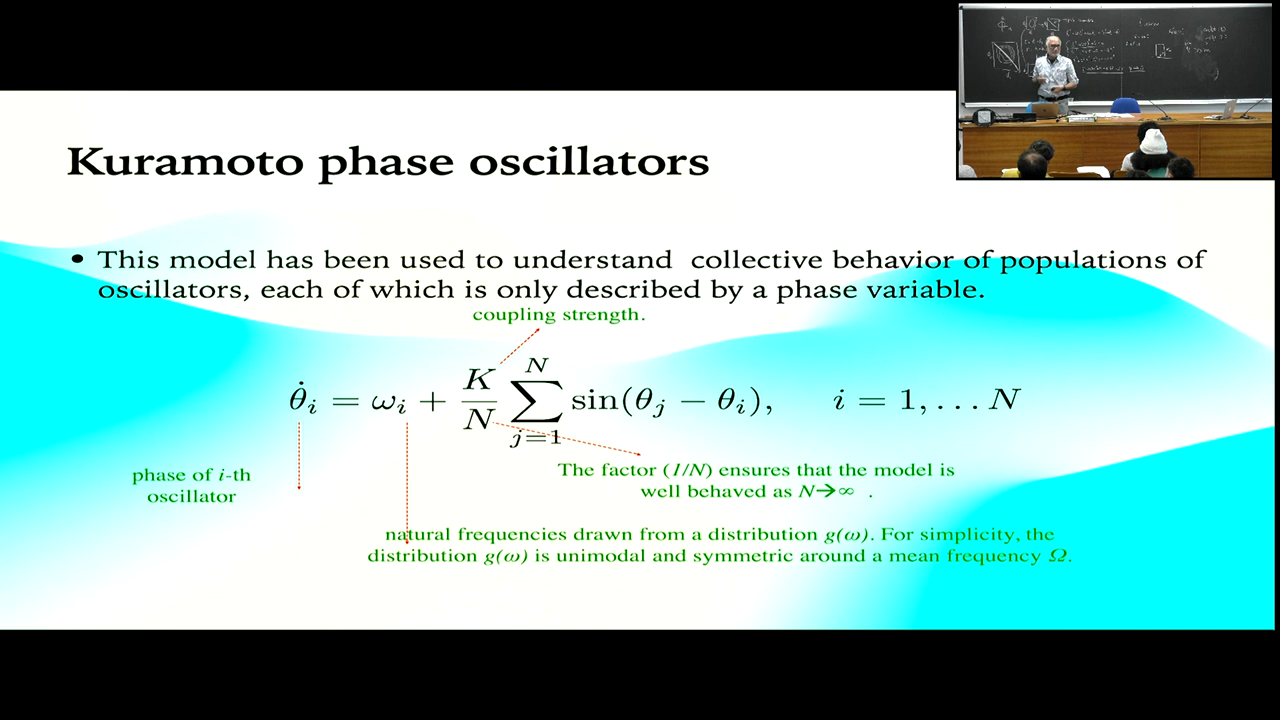 Kuramoto phase oscillators
• This model has been used to understand collective behavior of populations of
oscillators, each of which is only described by a phase variable.
coupling strength.
θ̇ᵢ = ωᵢ + K/N ∑_{j=1}^{N} sin(θⱼ − θᵢ), i = 1, … N
phase of i-th
oscillator
The factor (1/N) ensures that the model is
well behaved as N→∞ .
natural frequencies drawn from a distribution g(ω). For simplicity, the
distribution g(ω) is unimodal and symmetric around a mean frequency Ω.